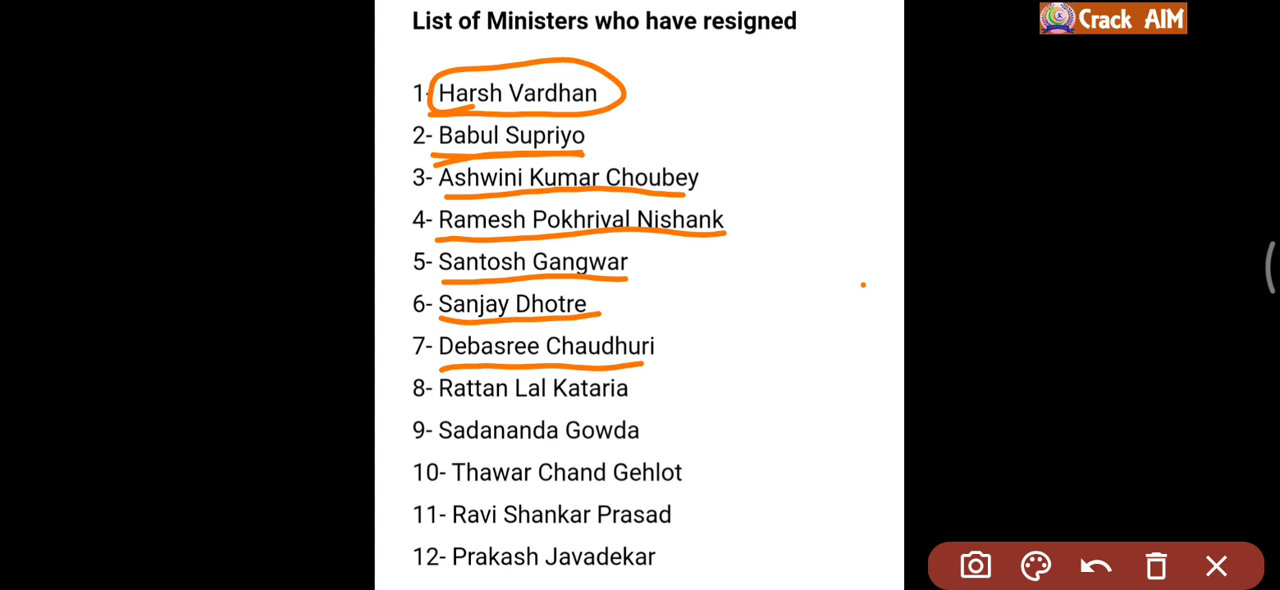 List of Ministers who have resigned
Crack AIM
1- Harsh Vardhan
2- Babul Supriyo
3- Ashwini Kumar Choubey
4- Ramesh Pokhrival Nishank
5- Santosh Gangwar
6- Sanjay Dhotre
7- Debasree Chaudhuri
8- Rattan Lal Kataria
9- Sadananda Gowda
10- Thawar Chand Gehlot
11- Ravi Shankar Prasad
12- Prakash Javadekar